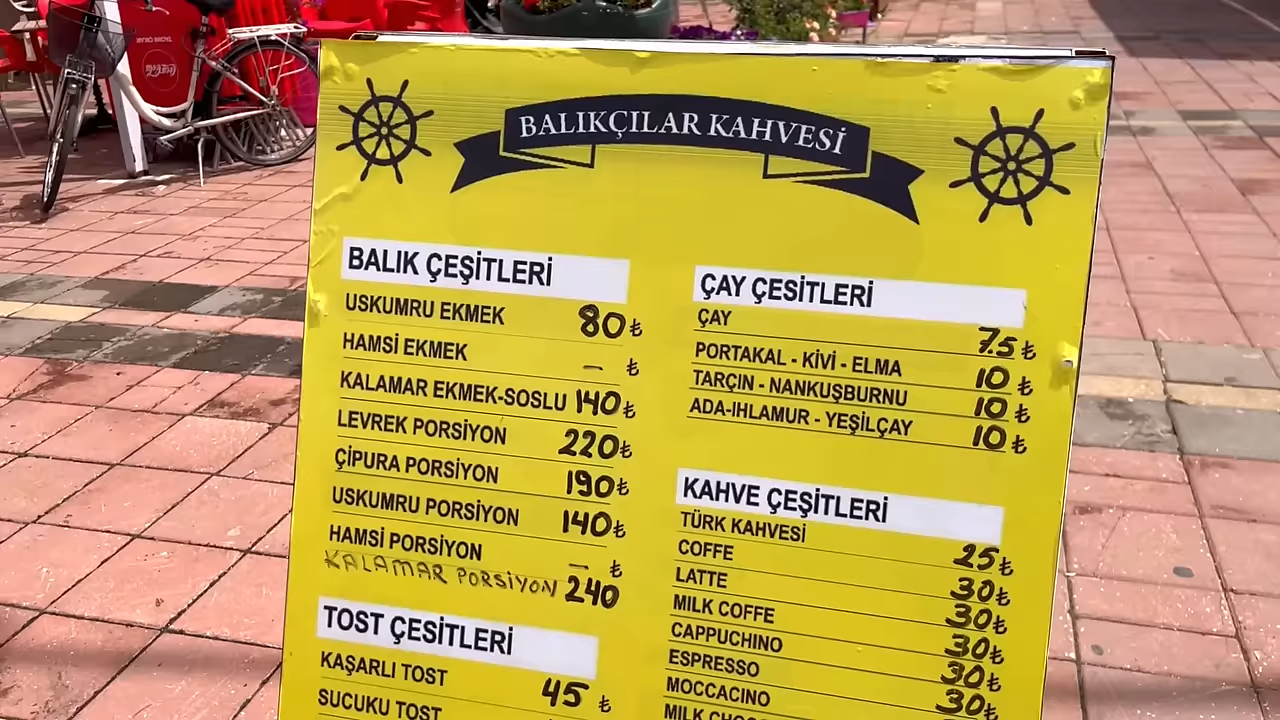 BALIKÇILAR KAHVESİ
BALIK ÇEŞİTLERİ
USKUMRU EKMEK 80 ₺
HAMSİ EKMEK – ₺
KALAMAR EKMEK-SOSLU 140 ₺
LEVREK PORSİYON 220 ₺
ÇİPURA PORSİYON 190 ₺
USKUMRU PORSİYON 140 ₺
HAMSİ PORSİYON – ₺
KALAMAR PORSİYON 240
TOST ÇEŞİTLERİ
KAŞARLI TOST 45 ₺
SUCUKU TOST
ÇAY ÇESİTLERİ
ÇAY 7.5 ₺
PORTAKAL - KİVİ - ELMA 10 ₺
TARÇIN - NANKUŞBURNU 10 ₺
ADA-IHLAMUR - YEŞİLÇAY 10 ₺
KAHVE ÇEŞİTLERİ
TÜRK KAHVESİ 25 ₺
COFFE 30 ₺
LATTE 30 ₺
MILK COFFE 30 ₺
CAPPUCHINO 30 ₺
ESPRESSO 30 ₺
MOCCACINO
Coca-Cola